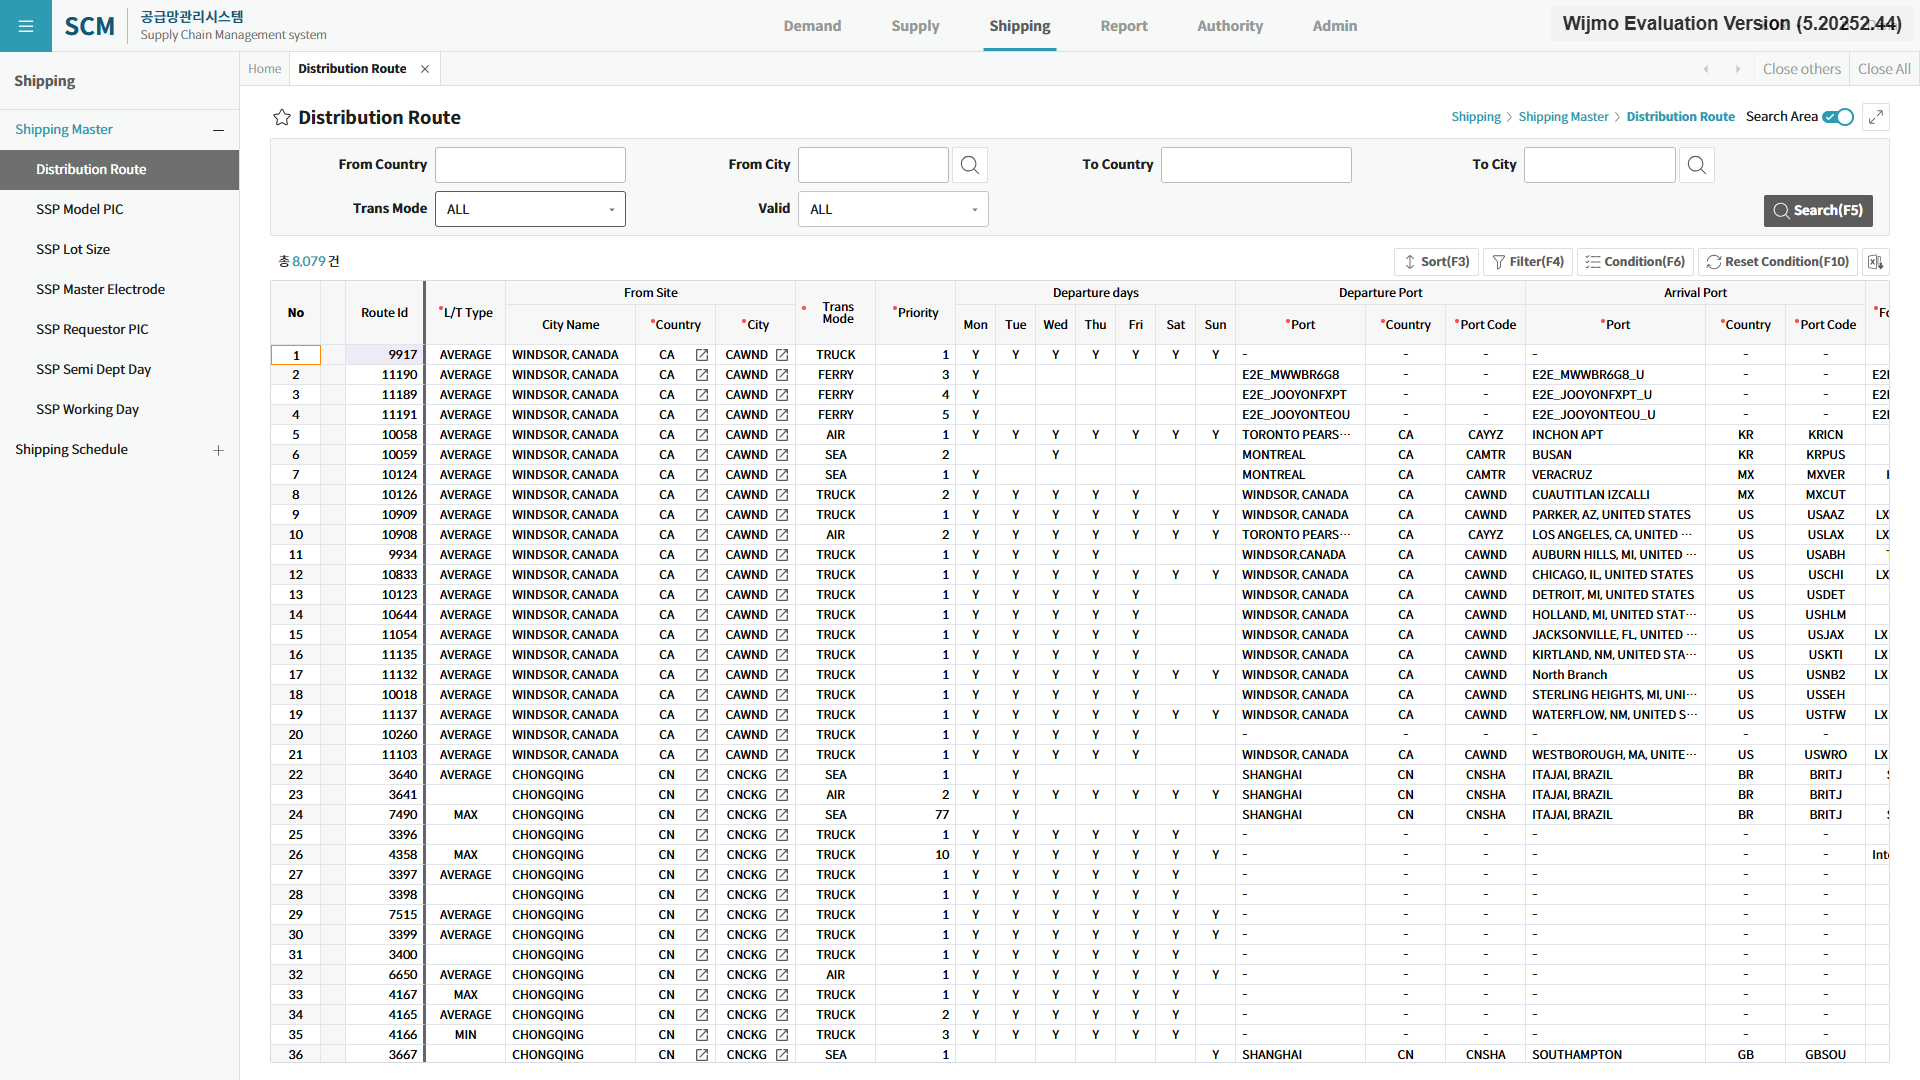 SCM 공급망관리시스템
Supply Chain Management system
Demand Supply Shipping Report Authority Admin
Wijmo Evaluation Version (5.20252.44)
Shipping
Home Distribution Route Close others Close All
Shipping Master
Distribution Route
SSP Model PIC
SSP Lot Size
SSP Master Electrode
SSP Requestor PIC
SSP Semi Dept Day
SSP Working Day
Shipping Schedule
Distribution Route
Shipping > Shipping Master > Distribution Route Search Area
From Country From City To Country To City
Trans Mode ALL Valid ALL Search(F5)
총 8,079 건 Sort(F3) Filter(F4) Condition(F6) Reset Condition(F10)
No Route Id *L/T Type From Site * Trans Mode *Priority Departure days Departure Port Arrival Port
City Name *Country *City Mon Tue Wed Thu Fri Sat Sun *Port *Country *Port Code *Port *Country *Port Code
1 9917 AVERAGE WINDSOR, CANADA CA CAWND TRUCK 1 Y Y Y Y Y Y Y - - - - - -
2 11190 AVERAGE WINDSOR, CANADA CA CAWND FERRY 3 Y E2E_MWWBR6G8 - - E2E_MWWBR6G8_U - -
3 11189 AVERAGE WINDSOR, CANADA CA CAWND FERRY 4 Y E2E_JOOYONFXPT - - E2E_JOOYONFXPT_U - -
4 11191 AVERAGE WINDSOR, CANADA CA CAWND FERRY 5 Y E2E_JOOYONTEOU - - E2E_JOOYONTEOU_U - -
5 10058 AVERAGE WINDSOR, CANADA CA CAWND AIR 1 Y Y Y Y Y Y Y TORONTO PEARS··· CA CAYYZ INCHON APT KR KRICN
6 10059 AVERAGE WINDSOR, CANADA CA CAWND SEA 2 Y MONTREAL CA CAMTR BUSAN KR KRPUS
7 10124 AVERAGE WINDSOR, CANADA CA CAWND SEA 1 Y MONTREAL CA CAMTR VERACRUZ MX MXVER
8 10126 AVERAGE WINDSOR, CANADA CA CAWND TRUCK 2 Y Y Y Y Y WINDSOR, CANADA CA CAWND CUAUTITLAN IZCALLI MX MXCUT
9 10909 AVERAGE WINDSOR, CANADA CA CAWND TRUCK 1 Y Y Y Y Y Y Y WINDSOR, CANADA CA CAWND PARKER, AZ, UNITED STATES US USAAZ LX
10 10908 AVERAGE WINDSOR, CANADA CA CAWND AIR 2 Y Y Y Y Y Y Y TORONTO PEARS··· CA CAYYZ LOS ANGELES, CA, UNITED ··· US USLAX LX
11 9934 AVERAGE WINDSOR, CANADA CA CAWND TRUCK 1 Y Y Y Y WINDSOR,CANADA CA CAWND AUBURN HILLS, MI, UNITED ··· US USABH
12 10833 AVERAGE WINDSOR, CANADA CA CAWND TRUCK 1 Y Y Y Y Y Y Y WINDSOR, CANADA CA CAWND CHICAGO, IL, UNITED STATES US USCHI LX
13 10123 AVERAGE WINDSOR, CANADA CA CAWND TRUCK 1 Y Y Y Y Y WINDSOR, CANADA CA CAWND DETROIT, MI, UNITED STATES US USDET
14 10644 AVERAGE WINDSOR, CANADA CA CAWND TRUCK 1 Y Y Y Y Y WINDSOR, CANADA CA CAWND HOLLAND, MI, UNITED STAT··· US USHLM
15 11054 AVERAGE WINDSOR, CANADA CA CAWND TRUCK 1 Y Y Y Y Y WINDSOR, CANADA CA CAWND JACKSONVILLE, FL, UNITED ··· US USJAX LX
16 11135 AVERAGE WINDSOR, CANADA CA CAWND TRUCK 1 Y Y Y Y Y WINDSOR, CANADA CA CAWND KIRTLAND, NM, UNITED STA··· US USKTI LX
17 11132 AVERAGE WINDSOR, CANADA CA CAWND TRUCK 1 Y Y Y Y Y Y Y WINDSOR, CANADA CA CAWND North Branch US USNB2 LX
18 10018 AVERAGE WINDSOR, CANADA CA CAWND TRUCK 1 Y Y Y Y Y WINDSOR, CANADA CA CAWND STERLING HEIGHTS, MI, UNI··· US USSEH
19 11137 AVERAGE WINDSOR, CANADA CA CAWND TRUCK 1 Y Y Y Y Y Y Y WINDSOR, CANADA CA CAWND WATERFLOW, NM, UNITED S··· US USTFW LX
20 10260 AVERAGE WINDSOR, CANADA CA CAWND TRUCK 1 Y Y Y Y Y - - - - - -
21 11103 AVERAGE WINDSOR, CANADA CA CAWND TRUCK 1 Y Y Y Y Y WINDSOR, CANADA CA CAWND WESTBOROUGH, MA, UNITE··· US USWRO LX
22 3640 AVERAGE CHONGQING CN CNCKG SEA 1 Y SHANGHAI CN CNSHA ITAJAI, BRAZIL BR BRITJ
23 3641 CHONGQING CN CNCKG AIR 2 Y Y Y Y Y Y Y SHANGHAI CN CNSHA ITAJAI, BRAZIL BR BRITJ
24 7490 MAX CHONGQING CN CNCKG SEA 77 Y SHANGHAI CN CNSHA ITAJAI, BRAZIL BR BRITJ
25 3396 CHONGQING CN CNCKG TRUCK 1 Y Y Y Y Y Y - - - - - -
26 4358 MAX CHONGQING CN CNCKG TRUCK 10 Y Y Y Y Y Y Y - - - - - -
27 3397 AVERAGE CHONGQING CN CNCKG TRUCK 1 Y Y Y Y Y Y - - - - - -
28 3398 CHONGQING CN CNCKG TRUCK 1 Y Y Y Y Y Y - - - - - -
29 7515 AVERAGE CHONGQING CN CNCKG TRUCK 1 Y Y Y Y Y Y Y - - - - - -
30 3399 AVERAGE CHONGQING CN CNCKG TRUCK 1 Y Y Y Y Y Y Y - - - - - -
31 3400 CHONGQING CN CNCKG TRUCK 1 Y Y Y Y Y Y - - - - - -
32 6650 AVERAGE CHONGQING CN CNCKG AIR 1 Y Y Y Y Y Y Y - - - - - -
33 4167 MAX CHONGQING CN CNCKG TRUCK 1 Y Y Y Y Y Y - - - - - -
34 4165 AVERAGE CHONGQING CN CNCKG TRUCK 2 Y Y Y Y Y Y - - - - - -
35 4166 MIN CHONGQING CN CNCKG TRUCK 3 Y Y Y Y Y Y - - - - - -
36 3667 CHONGQING CN CNCKG SEA 1 Y SHANGHAI CN CNSHA SOUTHAMPTON GB GBSOU